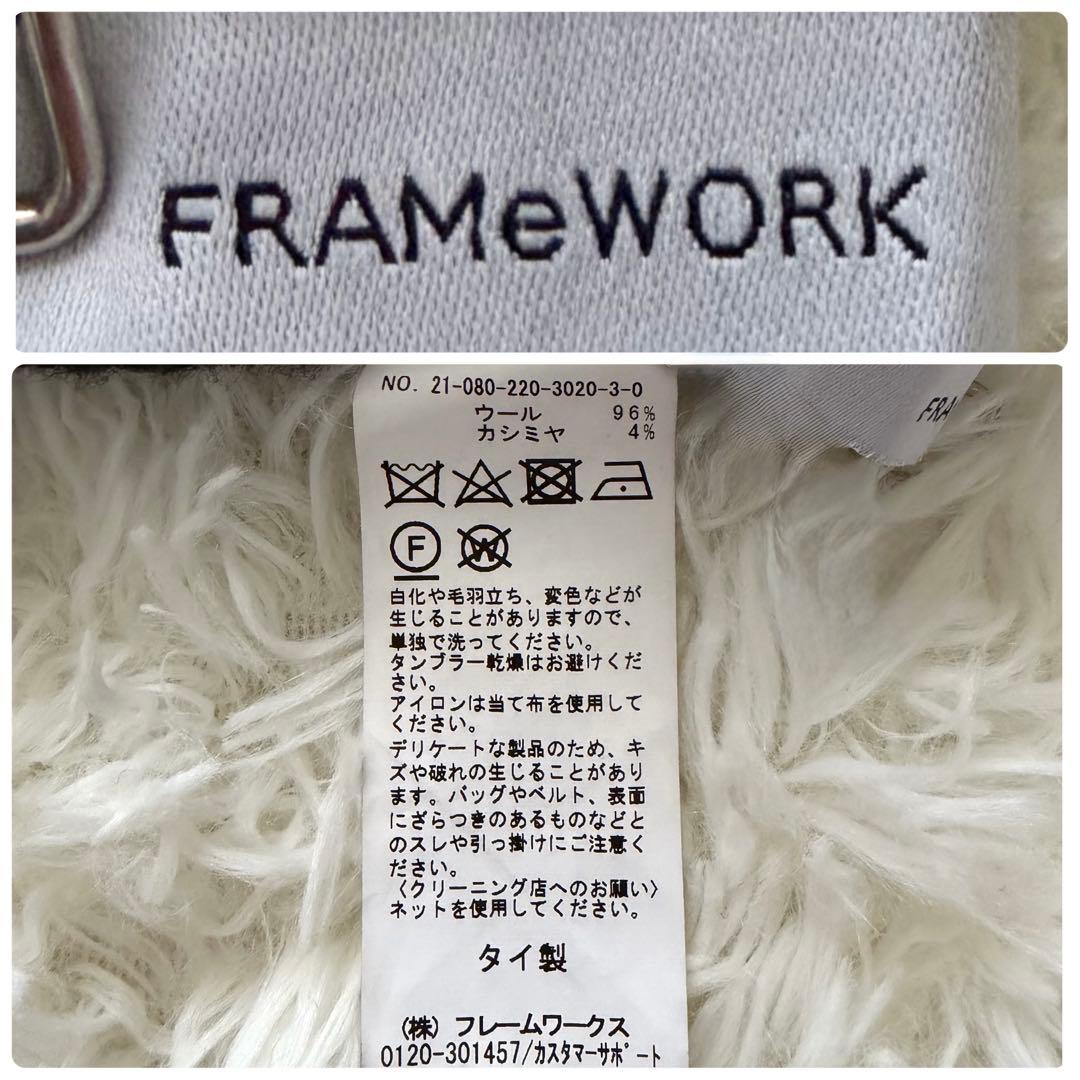 FRAMeWORK
NO. 21-080-220-3020-3-0
ウール 96%
カシミヤ 4%
F W
白化や毛羽立ち、変色などが
生じることがありますので、
単独で洗ってください。
タンブラー乾燥はお避けくだ
さい。
アイロンは当て布を使用して
ください。
デリケートな製品のため、キ
ズや破れの生じることがあり
ます。バッグやベルト、表面
にざらつきのあるものなどと
のスレや引っ掛けにご注意く
ださい。
〈クリーニング店へのお願い〉
ネットを使用してください。
タイ製
(株) フレームワークス
0120-301457/カスタマーサポート